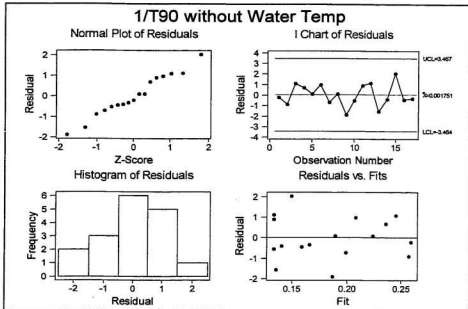 1/T90 without Water Temp
Normal Plot of Residuals
2
1
0
-1
-2
Residual
-2 -1 0 1 2
Z-Score
I Chart of Residuals
4
3
2
1
0
-1
-2
-3
-4
Residual
UCL=3.467
X=0.001751
LCL=-3.464
0 5 10 15
Observation Number
Histogram of Residuals
6
5
4
3
2
1
0
Frequency
-2 -1 0 1 2
Residual
Residuals vs. Fits
2
1
0
-1
-2
Residual
0.15 0.20 0.25
Fit